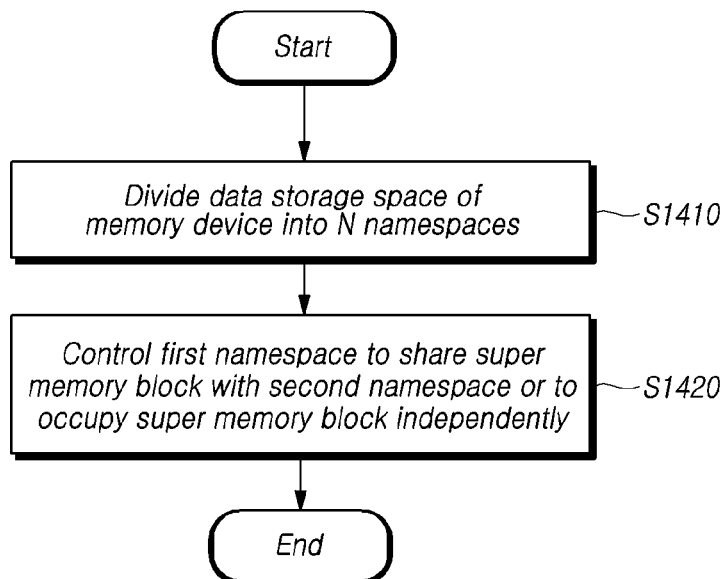 Start
Divide data storage space of
memory device into N namespaces
S1410
Control first namespace to share super
memory block with second namespace or to
occupy super memory block independently
S1420
End